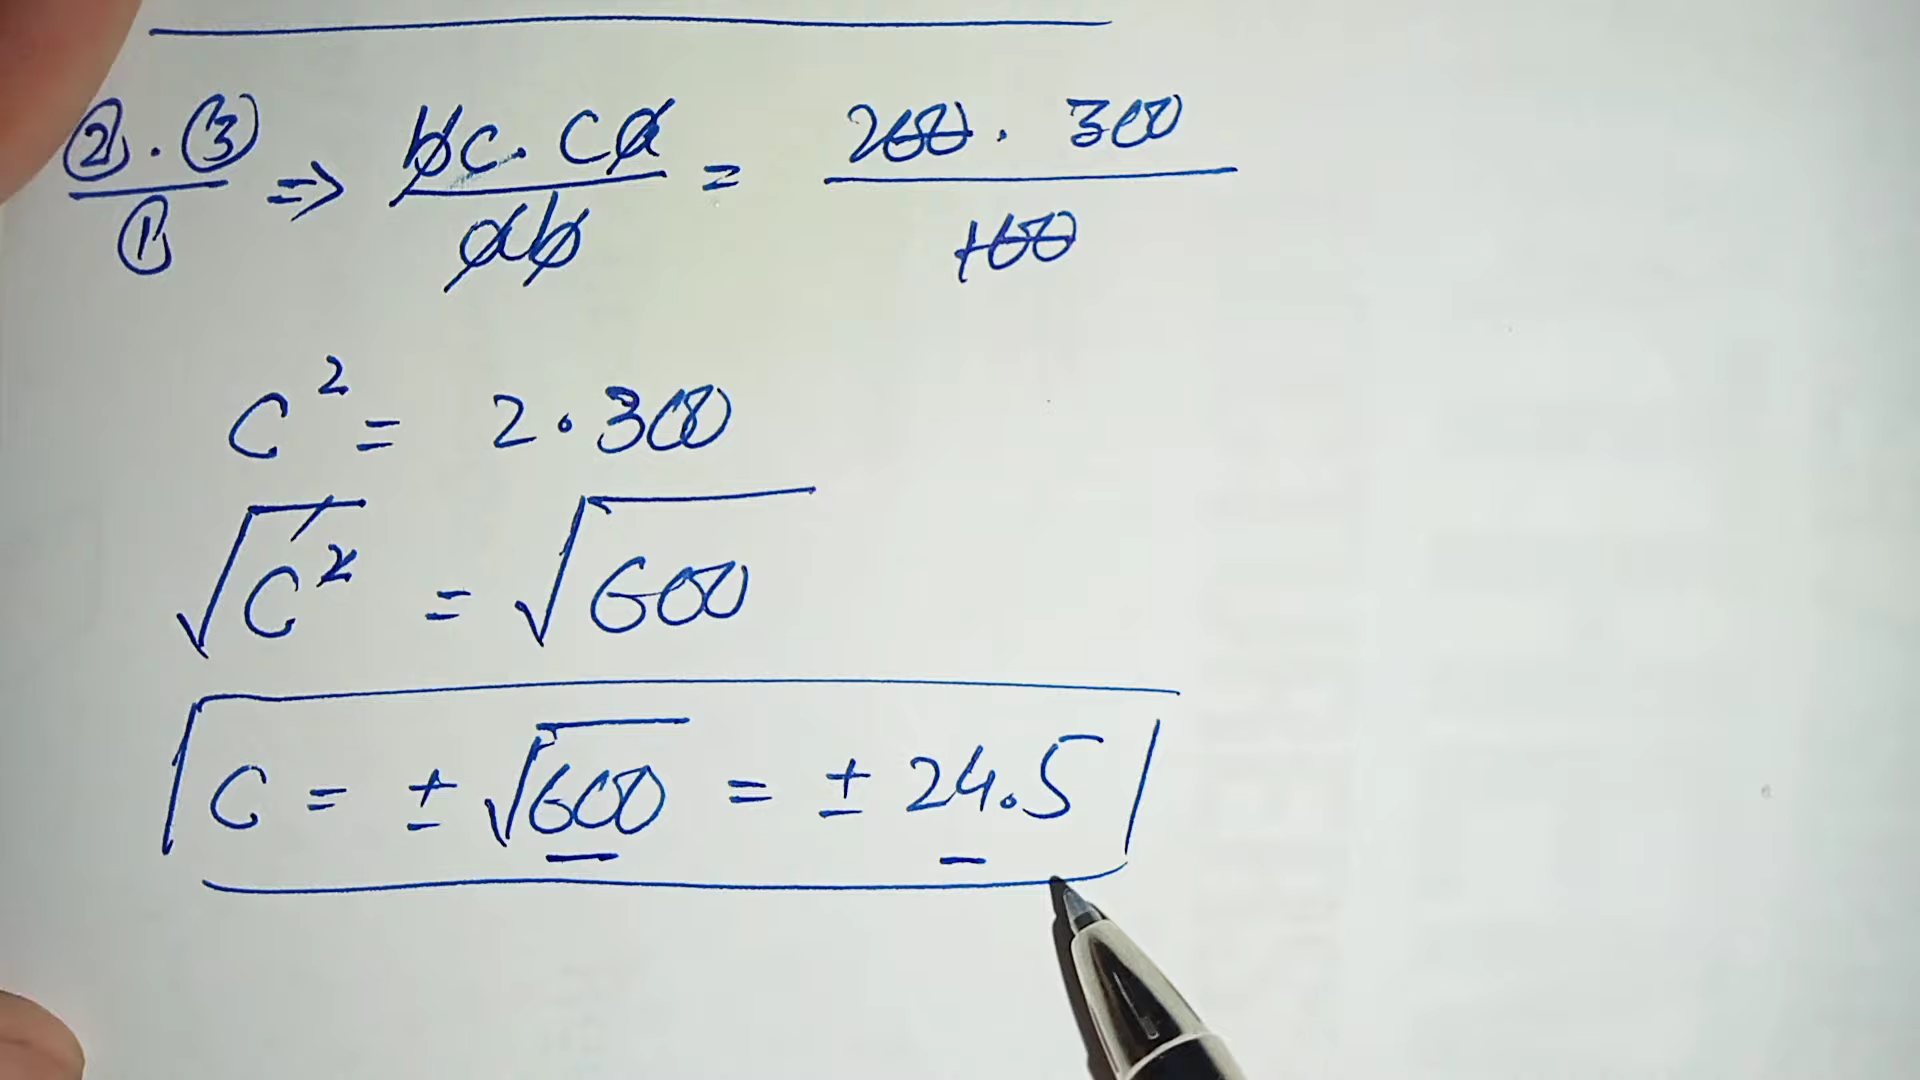 ②·③/① => bc·ca/ab = 200·300/100
C² = 2·300
√C² = √600
C = ± √600 = ± 24.5